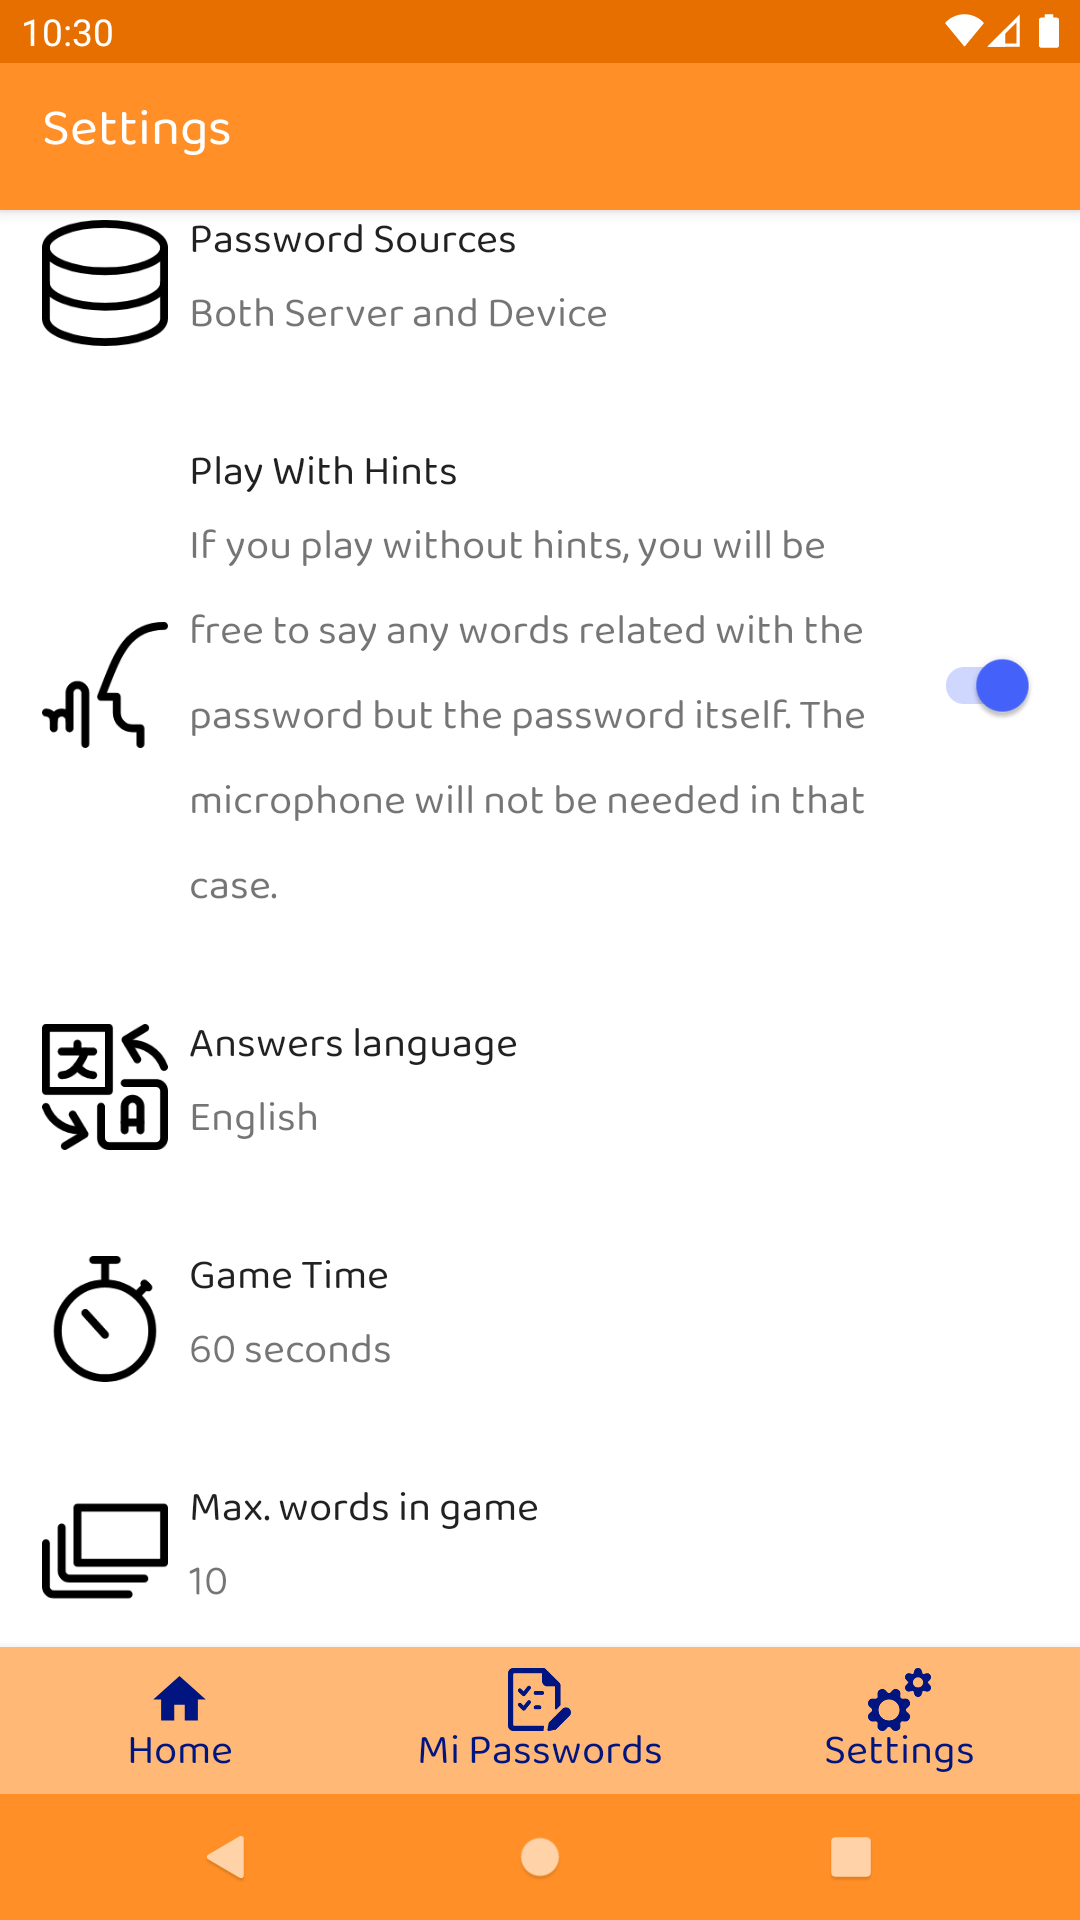 10:30
Settings
Password Sources
Both Server and Device
Play With Hints
If you play without hints, you will be
free to say any words related with the
password but the password itself. The
microphone will not be needed in that
case.
文
A
Answers language
English
Game Time
60 seconds
Max. words in game
10
Home
Mi Passwords
Settings